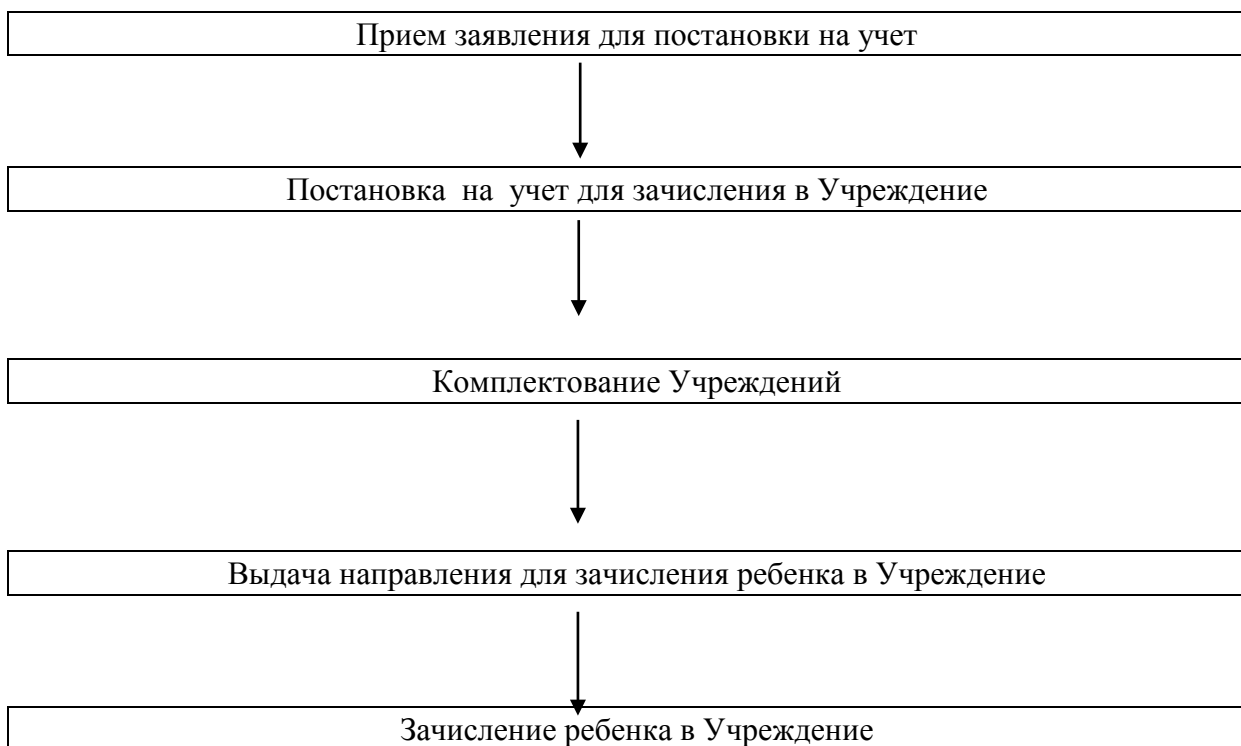 Прием заявления для постановки на учет
Постановка на учет для зачисления в Учреждение
Комплектование Учреждений
Выдача направления для зачисления ребенка в Учреждение
Зачисление ребенка в Учреждение